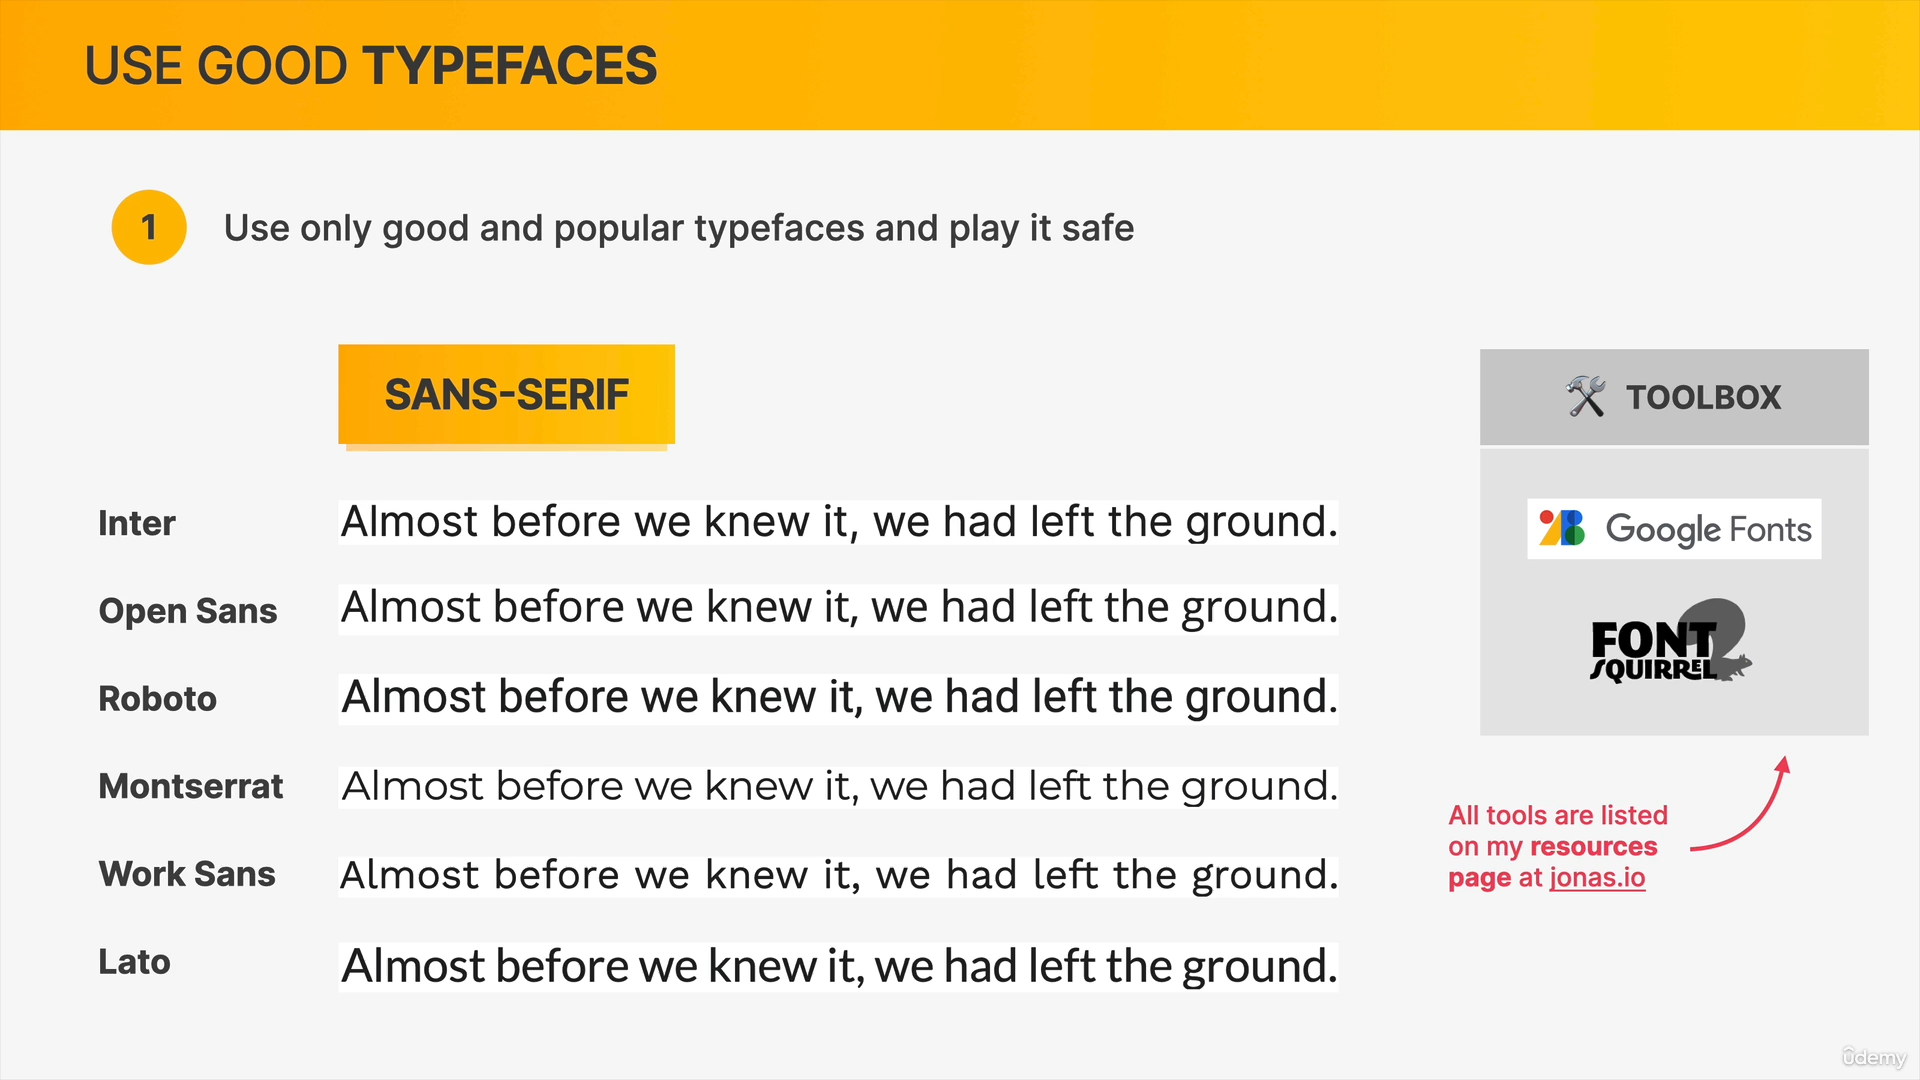 USE GOOD TYPEFACES
1 Use only good and popular typefaces and play it safe
SANS-SERIF
Inter Almost before we knew it, we had left the ground.
Open Sans Almost before we knew it, we had left the ground.
Roboto Almost before we knew it, we had left the ground.
Montserrat Almost before we knew it, we had left the ground.
Work Sans Almost before we knew it, we had left the ground.
Lato Almost before we knew it, we had left the ground.
TOOLBOX
Google Fonts
FONT
SQUIRREL
All tools are listed
on my resources
page at jonas.io
ûdemy